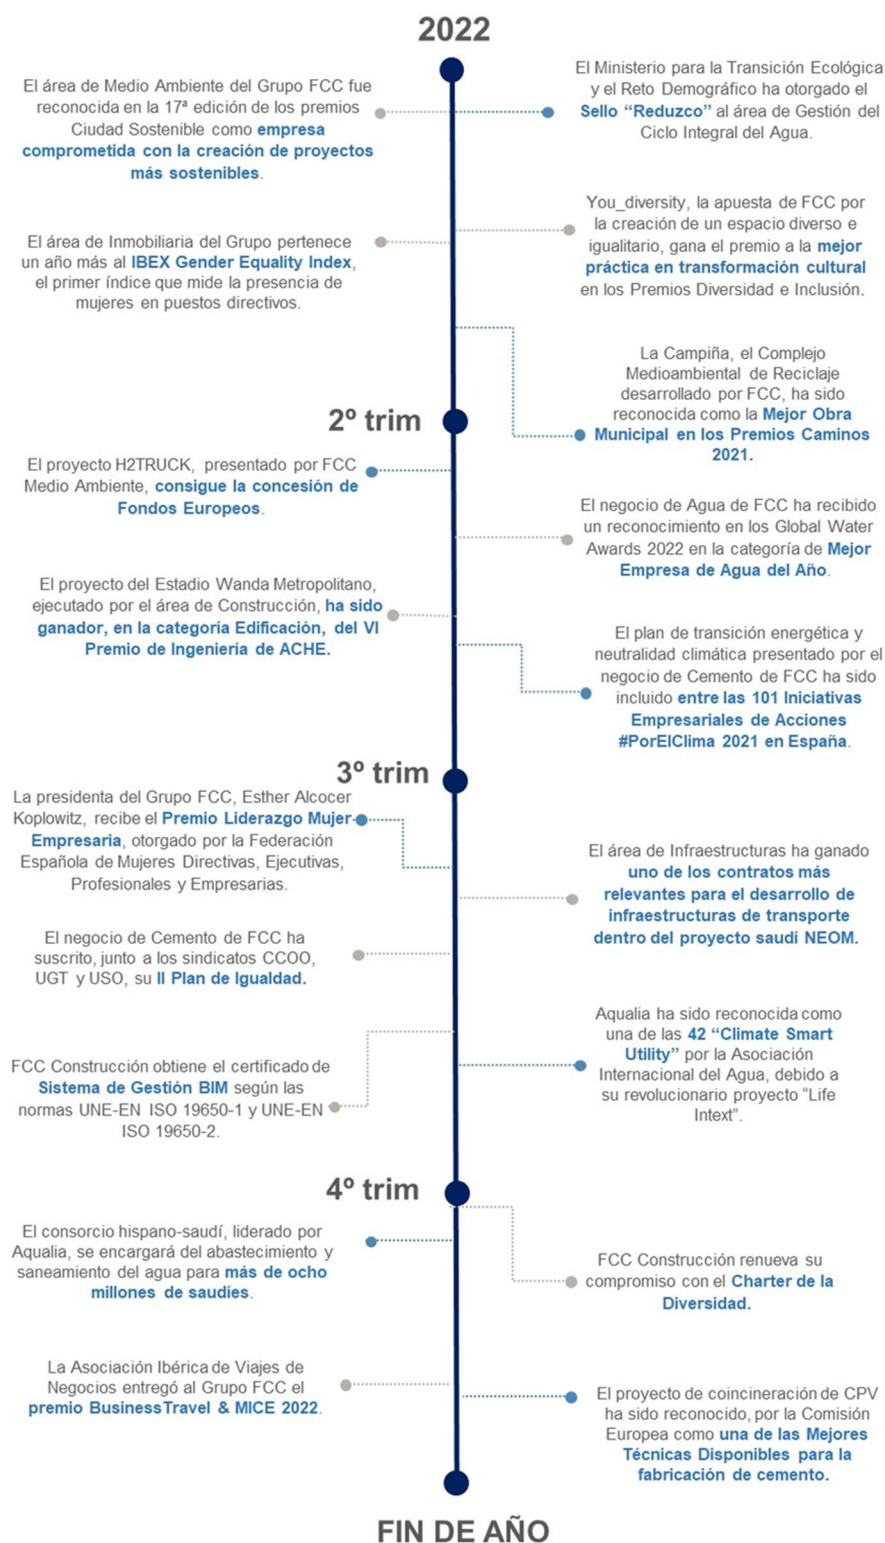 2022
El área de Medio Ambiente del Grupo FCC fue
reconocida en la 17ª edición de los premios
Ciudad Sostenible como empresa
comprometida con la creación de proyectos
más sostenibles.
El Ministerio para la Transición Ecológica
y el Reto Demográfico ha otorgado el
Sello “Reduzco” al área de Gestión del
Ciclo Integral del Agua.
El área de Inmobiliaria del Grupo pertenece
un año más al IBEX Gender Equality Index,
el primer índice que mide la presencia de
mujeres en puestos directivos.
You_diversity, la apuesta de FCC por
la creación de un espacio diverso e
igualitario, gana el premio a la mejor
práctica en transformación cultural
en los Premios Diversidad e Inclusión.
La Campiña, el Complejo
Medioambiental de Reciclaje
desarrollado por FCC, ha sido
reconocida como la Mejor Obra
Municipal en los Premios Caminos
2021.
2º trim
El proyecto H2TRUCK, presentado por FCC
Medio Ambiente, consigue la concesión de
Fondos Europeos.
El negocio de Agua de FCC ha recibido
un reconocimiento en los Global Water
Awards 2022 en la categoría de Mejor
Empresa de Agua del Año.
El proyecto del Estadio Wanda Metropolitano,
ejecutado por el área de Construcción, ha sido
ganador, en la categoría Edificación, del VI
Premio de Ingeniería de ACHE.
El plan de transición energética y
neutralidad climática presentado por el
negocio de Cemento de FCC ha sido
incluido entre las 101 Iniciativas
Empresariales de Acciones
#PorElClima 2021 en España.
3º trim
La presidenta del Grupo FCC, Esther Alcocer
Koplowitz, recibe el Premio Liderazgo Mujer
Empresaria, otorgado por la Federación
Española de Mujeres Directivas, Ejecutivas,
Profesionales y Empresarias.
El área de Infraestructuras ha ganado
uno de los contratos más
relevantes para el desarrollo de
infraestructuras de transporte
dentro del proyecto saudí NEOM.
El negocio de Cemento de FCC ha
suscrito, junto a los sindicatos CCOO,
UGT y USO, su II Plan de Igualdad.
Aqualia ha sido reconocida como
una de las 42 “Climate Smart
Utility” por la Asociación
Internacional del Agua, debido a
su revolucionario proyecto “Life
Intext”.
FCC Construcción obtiene el certificado de
Sistema de Gestión BIM según las
normas UNE-EN ISO 19650-1 y UNE-EN
ISO 19650-2.
4º trim
El consorcio hispano-saudí, liderado por
Aqualia, se encargará del abastecimiento y
saneamiento del agua para más de ocho
millones de saudíes.
FCC Construcción renueva su
compromiso con el Charter de la
Diversidad.
La Asociación Ibérica de Viajes de
Negocios entregó al Grupo FCC el
premio Business Travel & MICE 2022.
El proyecto de coincineración de CPV
ha sido reconocido, por la Comisión
Europea como una de las Mejores
Técnicas Disponibles para la
fabricación de cemento.
FIN DE AÑO